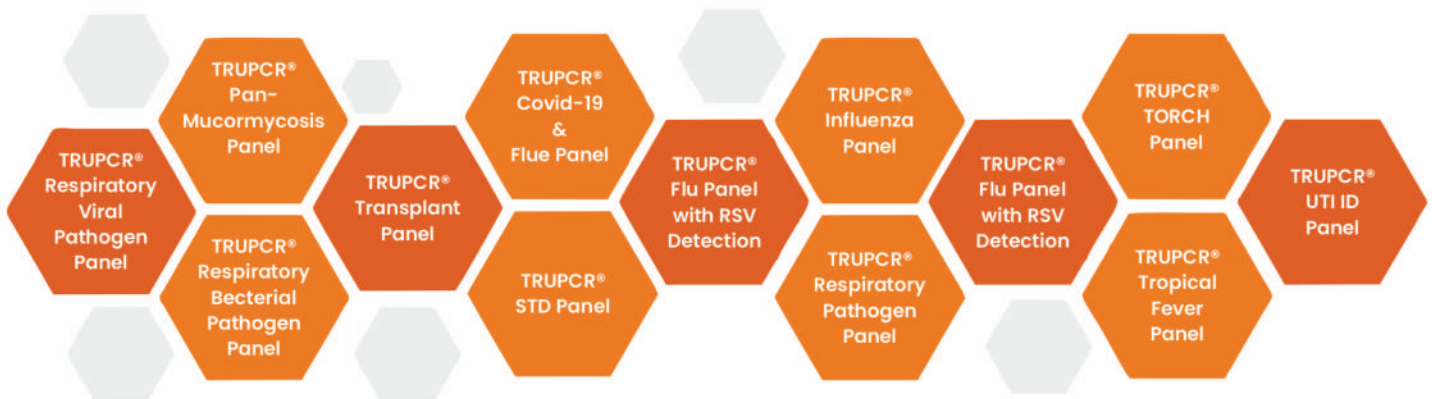 TRUPCR®
Respiratory
Viral
Pathogen
Panel
TRUPCR®
Pan-
Mucormycosis
Panel
TRUPCR®
Respiratory
Becterial
Pathogen
Panel
TRUPCR®
Transplant
Panel
TRUPCR®
Covid-19
&
Flue Panel
TRUPCR®
STD Panel
TRUPCR®
Flu Panel
with RSV
Detection
TRUPCR®
Influenza
Panel
TRUPCR®
Respiratory
Pathogen
Panel
TRUPCR®
Flu Panel
with RSV
Detection
TRUPCR®
TORCH
Panel
TRUPCR®
Tropical
Fever
Panel
TRUPCR®
UTI ID
Panel